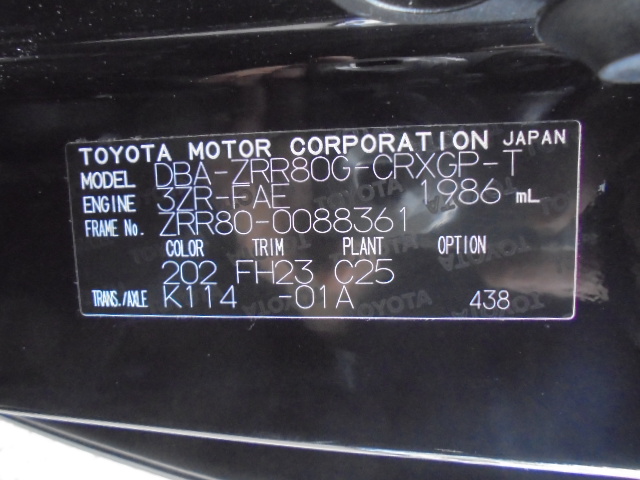 TOYOTA MOTOR CORPORATION JAPAN
MODEL DBA-ZRR80G-CRXGP-T
ENGINE 3ZR-FAE 1986 mL
FRAME No. ZRR80-0088361
COLOR TRIM PLANT OPTION
202 FH23 C25
TRANS./AXLE K114 -01A 438